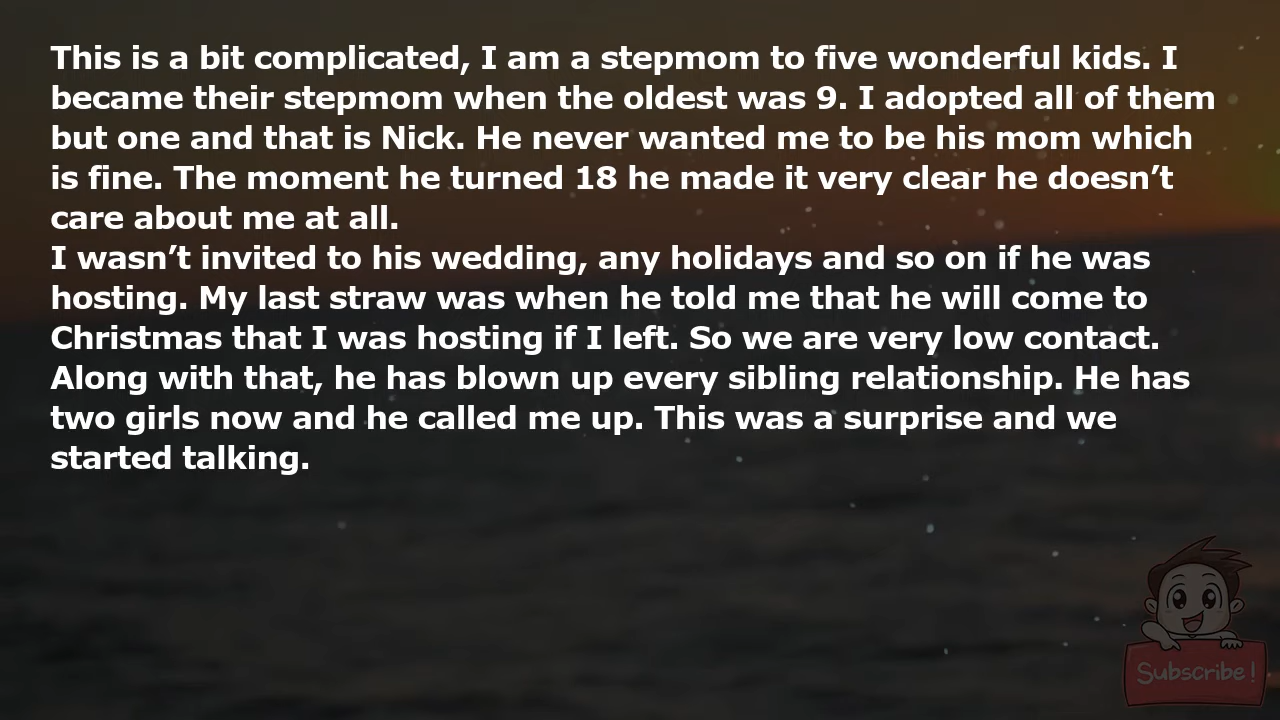 This is a bit complicated, I am a stepmom to five wonderful kids. I
became their stepmom when the oldest was 9. I adopted all of them
but one and that is Nick. He never wanted me to be his mom which
is fine. The moment he turned 18 he made it very clear he doesn’t
care about me at all.
I wasn’t invited to his wedding, any holidays and so on if he was
hosting. My last straw was when he told me that he will come to
Christmas that I was hosting if I left. So we are very low contact.
Along with that, he has blown up every sibling relationship. He has
two girls now and he called me up. This was a surprise and we
started talking.
Subscribe!